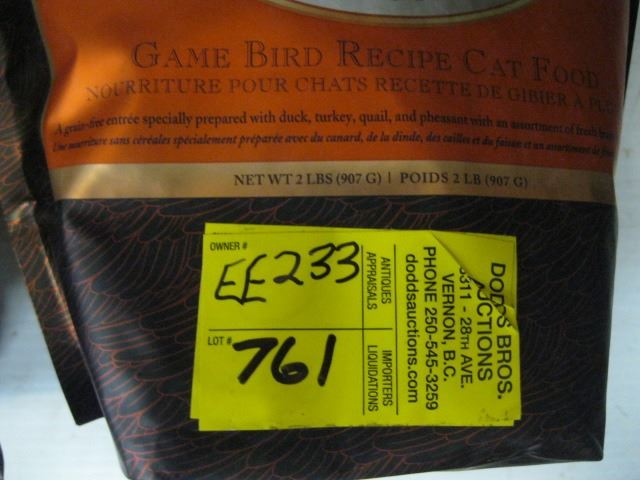 GAME BIRD RECIPE CAT FOOD
NOURRITURE POUR CHATS RECETTE DE GIBIER À
A grain-free entrée specially prepared with duck, turkey, quail, and pheasant with an assortment of fresh
Une nourriture sans céréales spécialement préparée avec du canard, de la dinde, des cailles et du faisan et un assortiment de
NET WT 2 LBS (907 G) | POIDS 2 LB (907 G)
OWNER #
EE233
LOT #
761
ANTIQUES
APPRAISALS
IMPORTERS
LIQUIDATIONS
DODDS BROS.
UCTIONS
311 - 28TH AVE.
VERNON, B.C.
PHONE 250-545-3259
doddsauctions.com